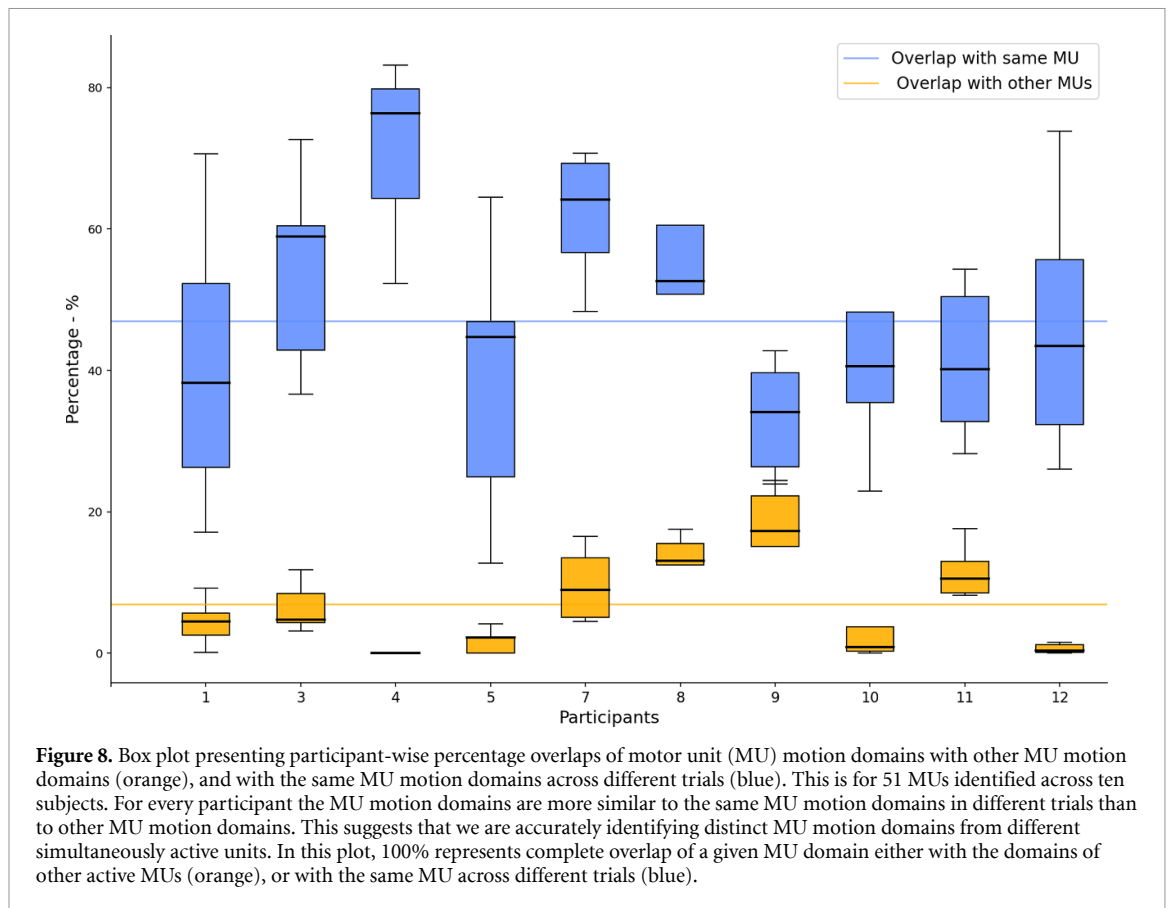 Overlap with same MU
Overlap with other MUs
80
60
40
20
0
Percentage - %
1 3 4 5 7 8 9 10 11 12
Participants
Figure 8. Box plot presenting participant-wise percentage overlaps of motor unit (MU) motion domains with other MU motion
domains (orange), and with the same MU motion domains across different trials (blue). This is for 51 MUs identified across ten
subjects. For every participant the MU motion domains are more similar to the same MU motion domains in different trials than
to other MU motion domains. This suggests that we are accurately identifying distinct MU motion domains from different
simultaneously active units. In this plot, 100% represents complete overlap of a given MU domain either with the domains of
other active MUs (orange), or with the same MU across different trials (blue).